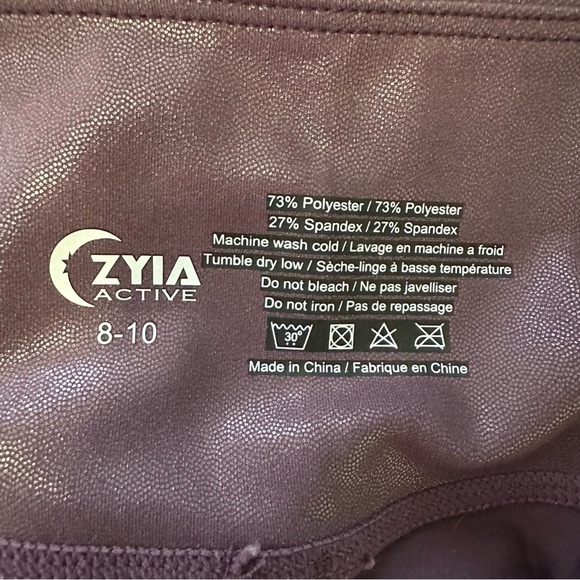 ZYIA
ACTIVE
8-10
73% Polyester / 73% Polyester
27% Spandex / 27% Spandex
Machine wash cold / Lavage en machine a froid
Tumble dry low / Sèche-linge à basse température
Do not bleach / Ne pas javelliser
Do not iron / Pas de repassage
30°
Made in China / Fabrique en Chine